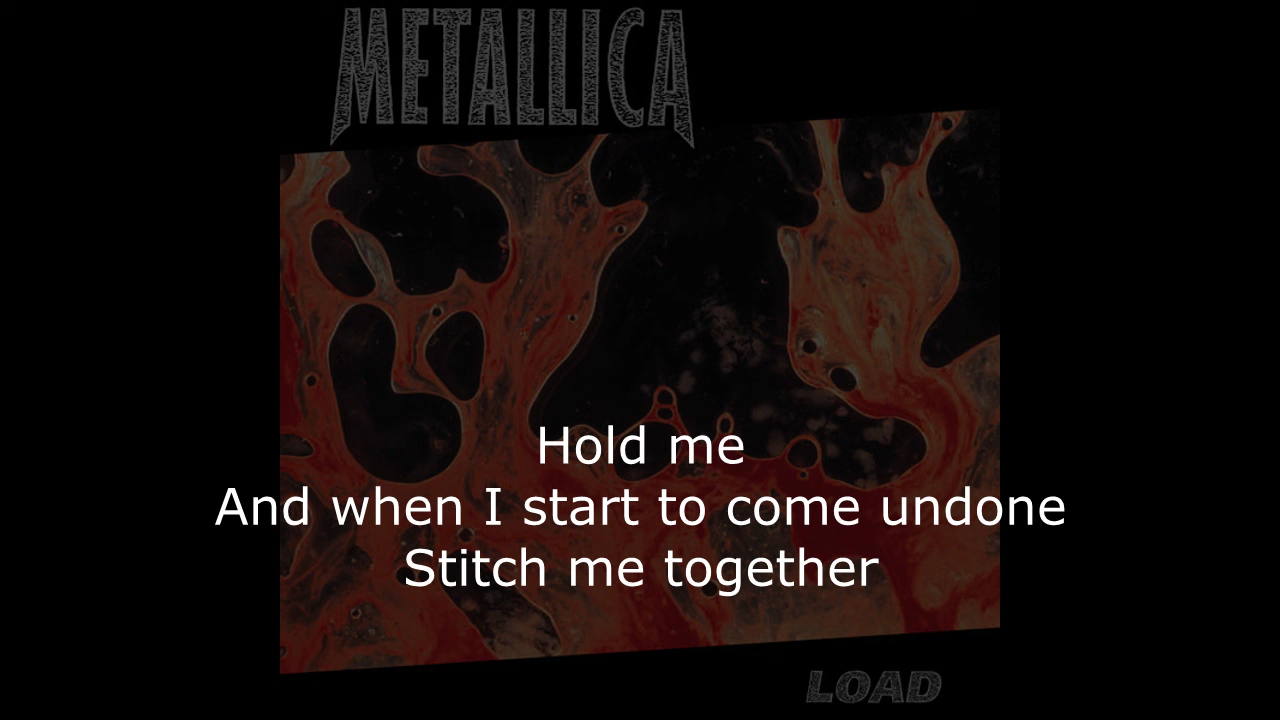 METALLICA
Hold me
And when I start to come undone
Stitch me together
LOAD